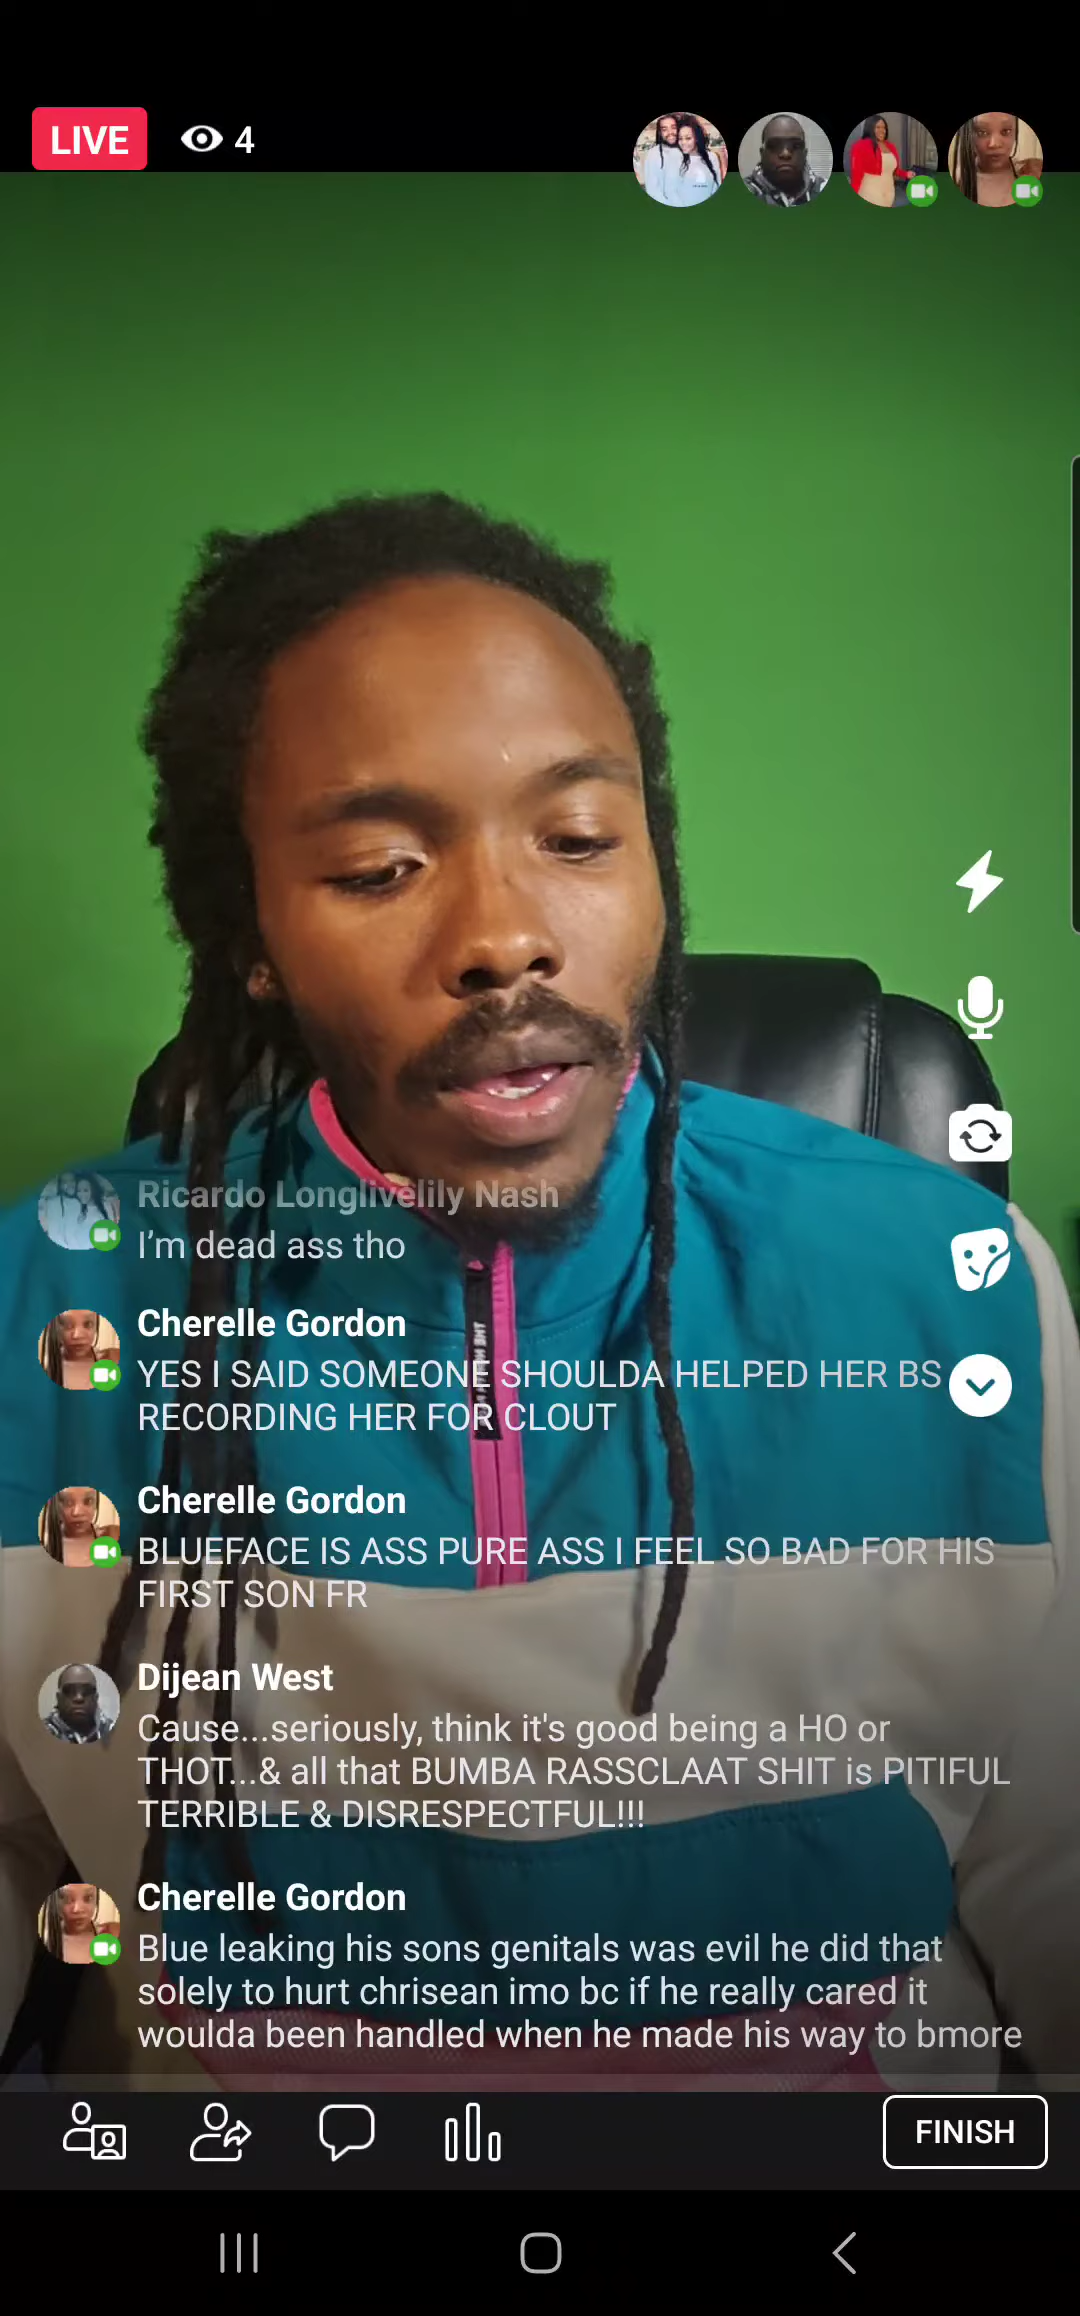 LIVE
4
Ricardo Longlivelily Nash
I'm dead ass tho
Cherelle Gordon
YES I SAID SOMEONE SHOULDA HELPED HER BS
RECORDING HER FOR CLOUT
Cherelle Gordon
BLUEFACE IS ASS PURE ASS I FEEL SO BAD FOR HIS
FIRST SON FR
Dijean West
Cause...seriously, think it's good being a HO or
THOT...& all that BUMBA RASSCLAAT SHIT is PITIFUL
TERRIBLE & DISRESPECTFUL!!!
Cherelle Gordon
Blue leaking his sons genitals was evil he did that
solely to hurt chrisean imo bc if he really cared it
woulda been handled when he made his way to bmore
FINISH